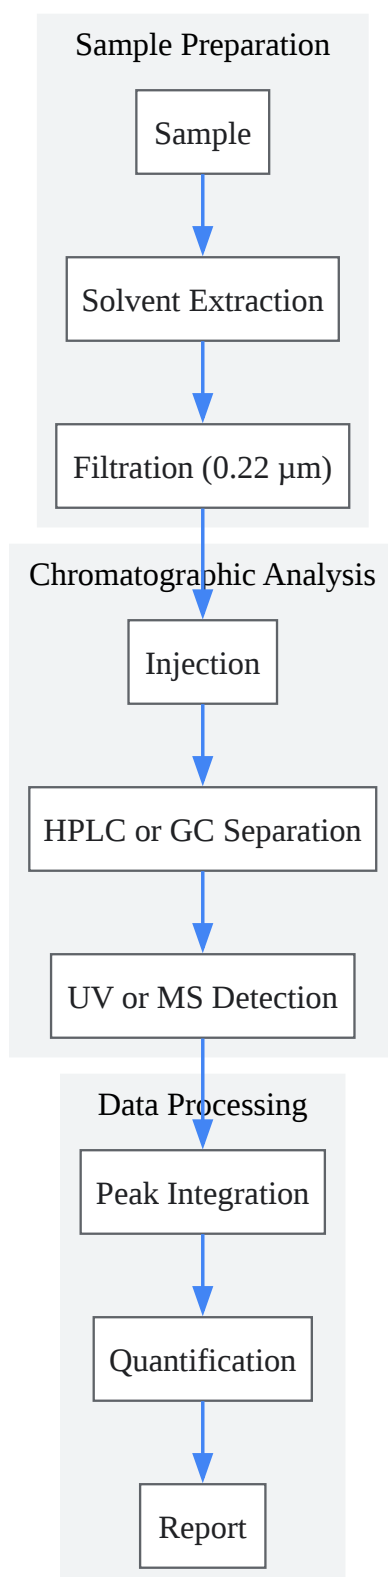 Sample Preparation
Sample
Solvent Extraction
Filtration (0.22 µm)
Chromatographic Analysis
Injection
HPLC or GC Separation
UV or MS Detection
Data Processing
Peak Integration
Quantification
Report